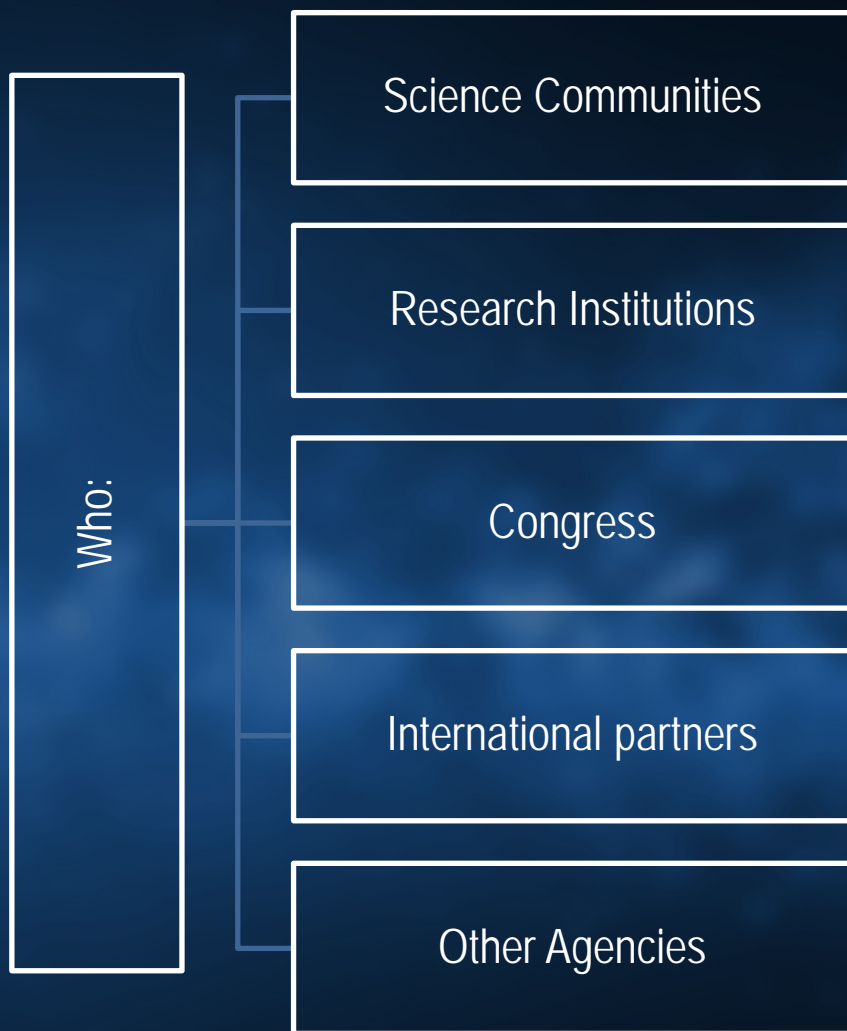 Who:
Science Communities
Research Institutions
Congress
International partners
Other Agencies